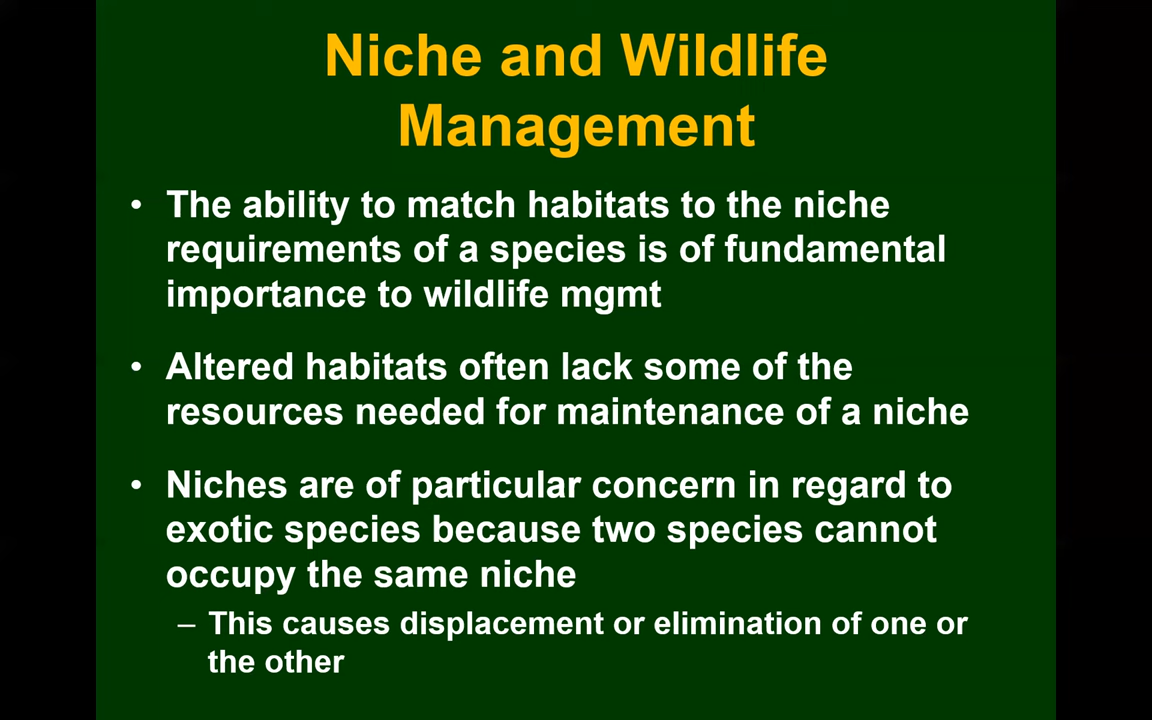 Niche and Wildlife
Management
• The ability to match habitats to the niche
requirements of a species is of fundamental
importance to wildlife mgmt
• Altered habitats often lack some of the
resources needed for maintenance of a niche
• Niches are of particular concern in regard to
exotic species because two species cannot
occupy the same niche
– This causes displacement or elimination of one or
the other